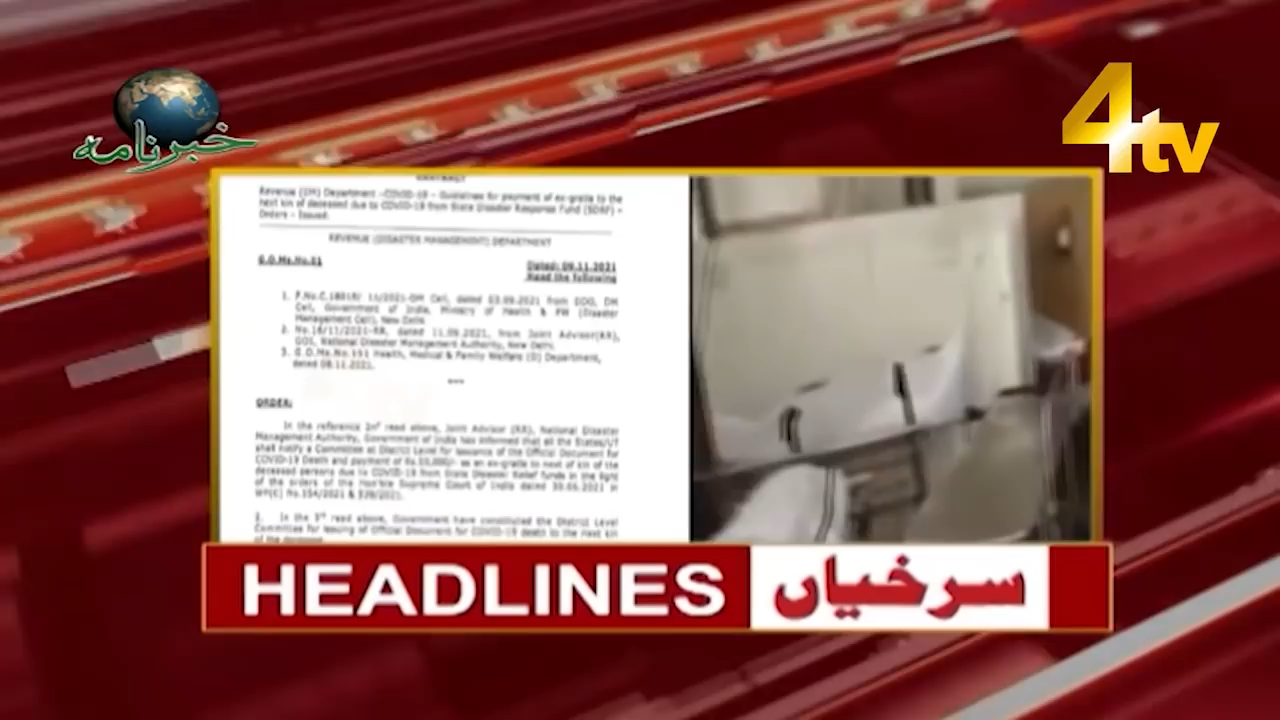 خبرنامہ
4tv
ABSTRACT
Revenue (DM) Department –COVID-19 – Guidelines for payment of ex-gratia to the
next kin of deceased due to COVID-19 from State Disaster Response Fund (SDRF) –
Orders – Issued.
REVENUE (DISASTER MANAGEMENT) DEPARTMENT
G.O.Ms.No.
Dated: 09.11.2021
Read the following
1. F.No.C.18018/ 11/2021-DM Cell, dated 03.09.2021 from DDG, DM
Cell, Government of India, Ministry of Health & FW (Disaster
Management Cell), New Delhi
2. No.16/11/2021-RR, dated 11.09.2021, from Joint Advisor(RR),
GOS, National Disaster Management Authority, New Delhi.
3. G.O.Ms.No.151 Health, Medical & Family Welfare (D) Department,
dated 08.11.2021.
***
ORDER:
In the reference 2nd read above, Joint Advisor (RR), National Disaster
Management Authority, Government of India has informed that all the States/UT
shall notify a Committee at District Level for issuance of the Official Document for
COVID-19 Death and payment of Rs.50,000/- as an ex-gratia to next of kin of the
deceased persons due to COVID-19 from State Disaster Relief funds in the light
of the orders of the Hon'ble Supreme Court of India dated 30.06.2021 in
WP(C) No.554/2021 & 539/2021.
2. In the 3rd read above, Government have constituted the District Level
Committee for issuing of Official Document for COVID-19 death to the next kin
of the deceased.
HEADLINES سرخیاں